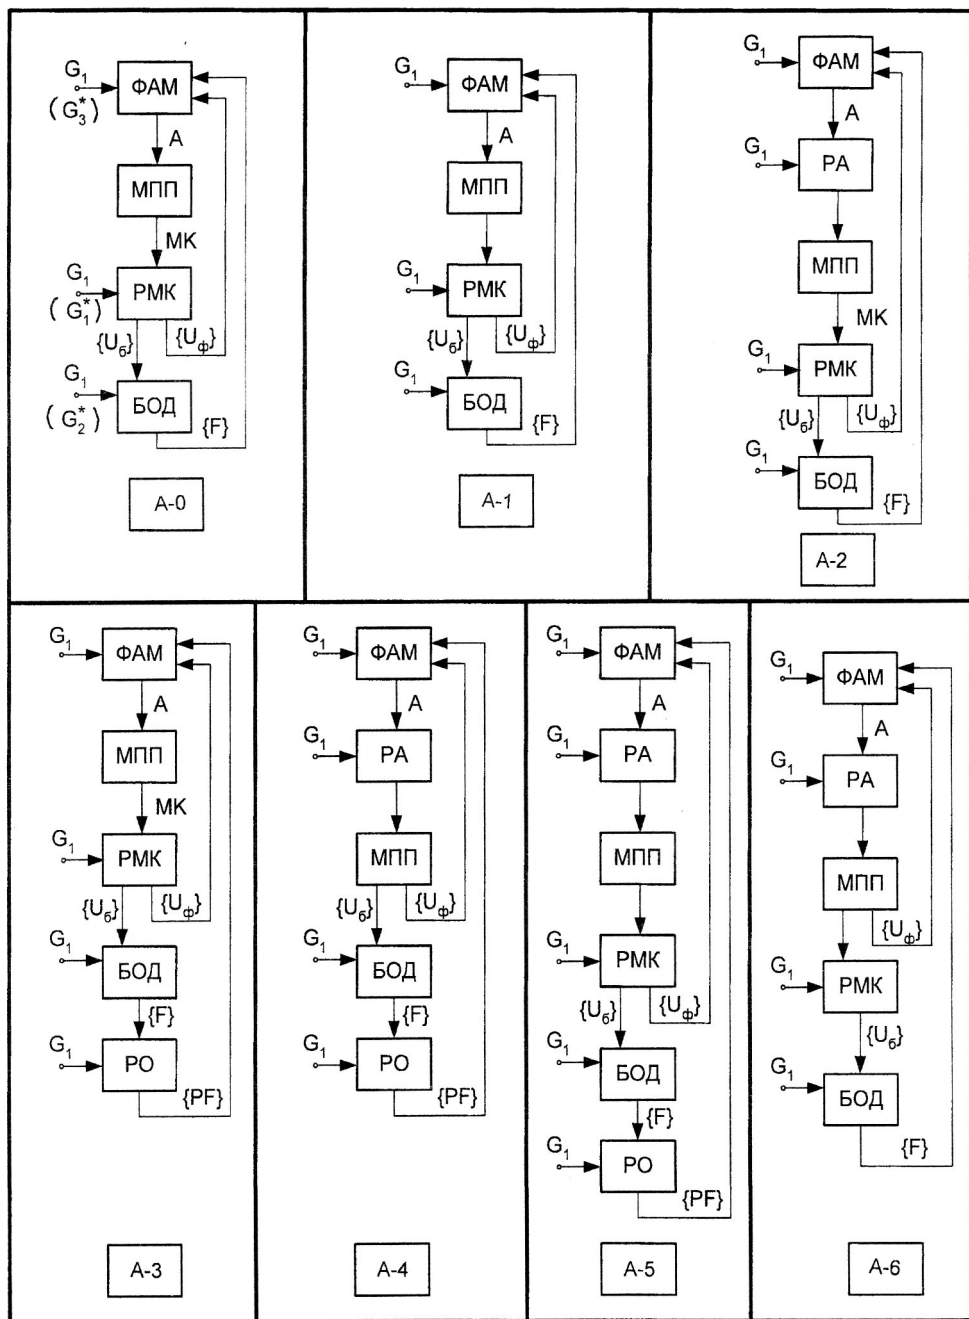 G₁
ФАМ
(G₃*)
A
МПП
MK
G₁
РМК
(G₁*)
{Uб}
{Uф}
G₁
БОД
(G₂*)
{F}
A-0
G₁
ФАМ
A
МПП
G₁
РМК
{Uб}
{Uф}
G₁
БОД
{F}
A-1
G₁
ФАМ
A
G₁
РА
МПП
MK
G₁
РМК
{Uб}
{Uф}
G₁
БОД
{F}
A-2
G₁
ФАМ
A
МПП
MK
G₁
РМК
{Uб}
{Uф}
G₁
БОД
{F}
G₁
РО
{PF}
A-3
G₁
ФАМ
A
G₁
РА
МПП
{Uб}
{Uф}
G₁
БОД
{F}
G₁
РО
{PF}
A-4
G₁
ФАМ
A
G₁
РА
МПП
G₁
РМК
{Uб}
{Uф}
G₁
БОД
{F}
G₁
РО
{PF}
A-5
G₁
ФАМ
A
G₁
РА
МПП
{Uф}
G₁
РМК
{Uб}
G₁
БОД
{F}
A-6